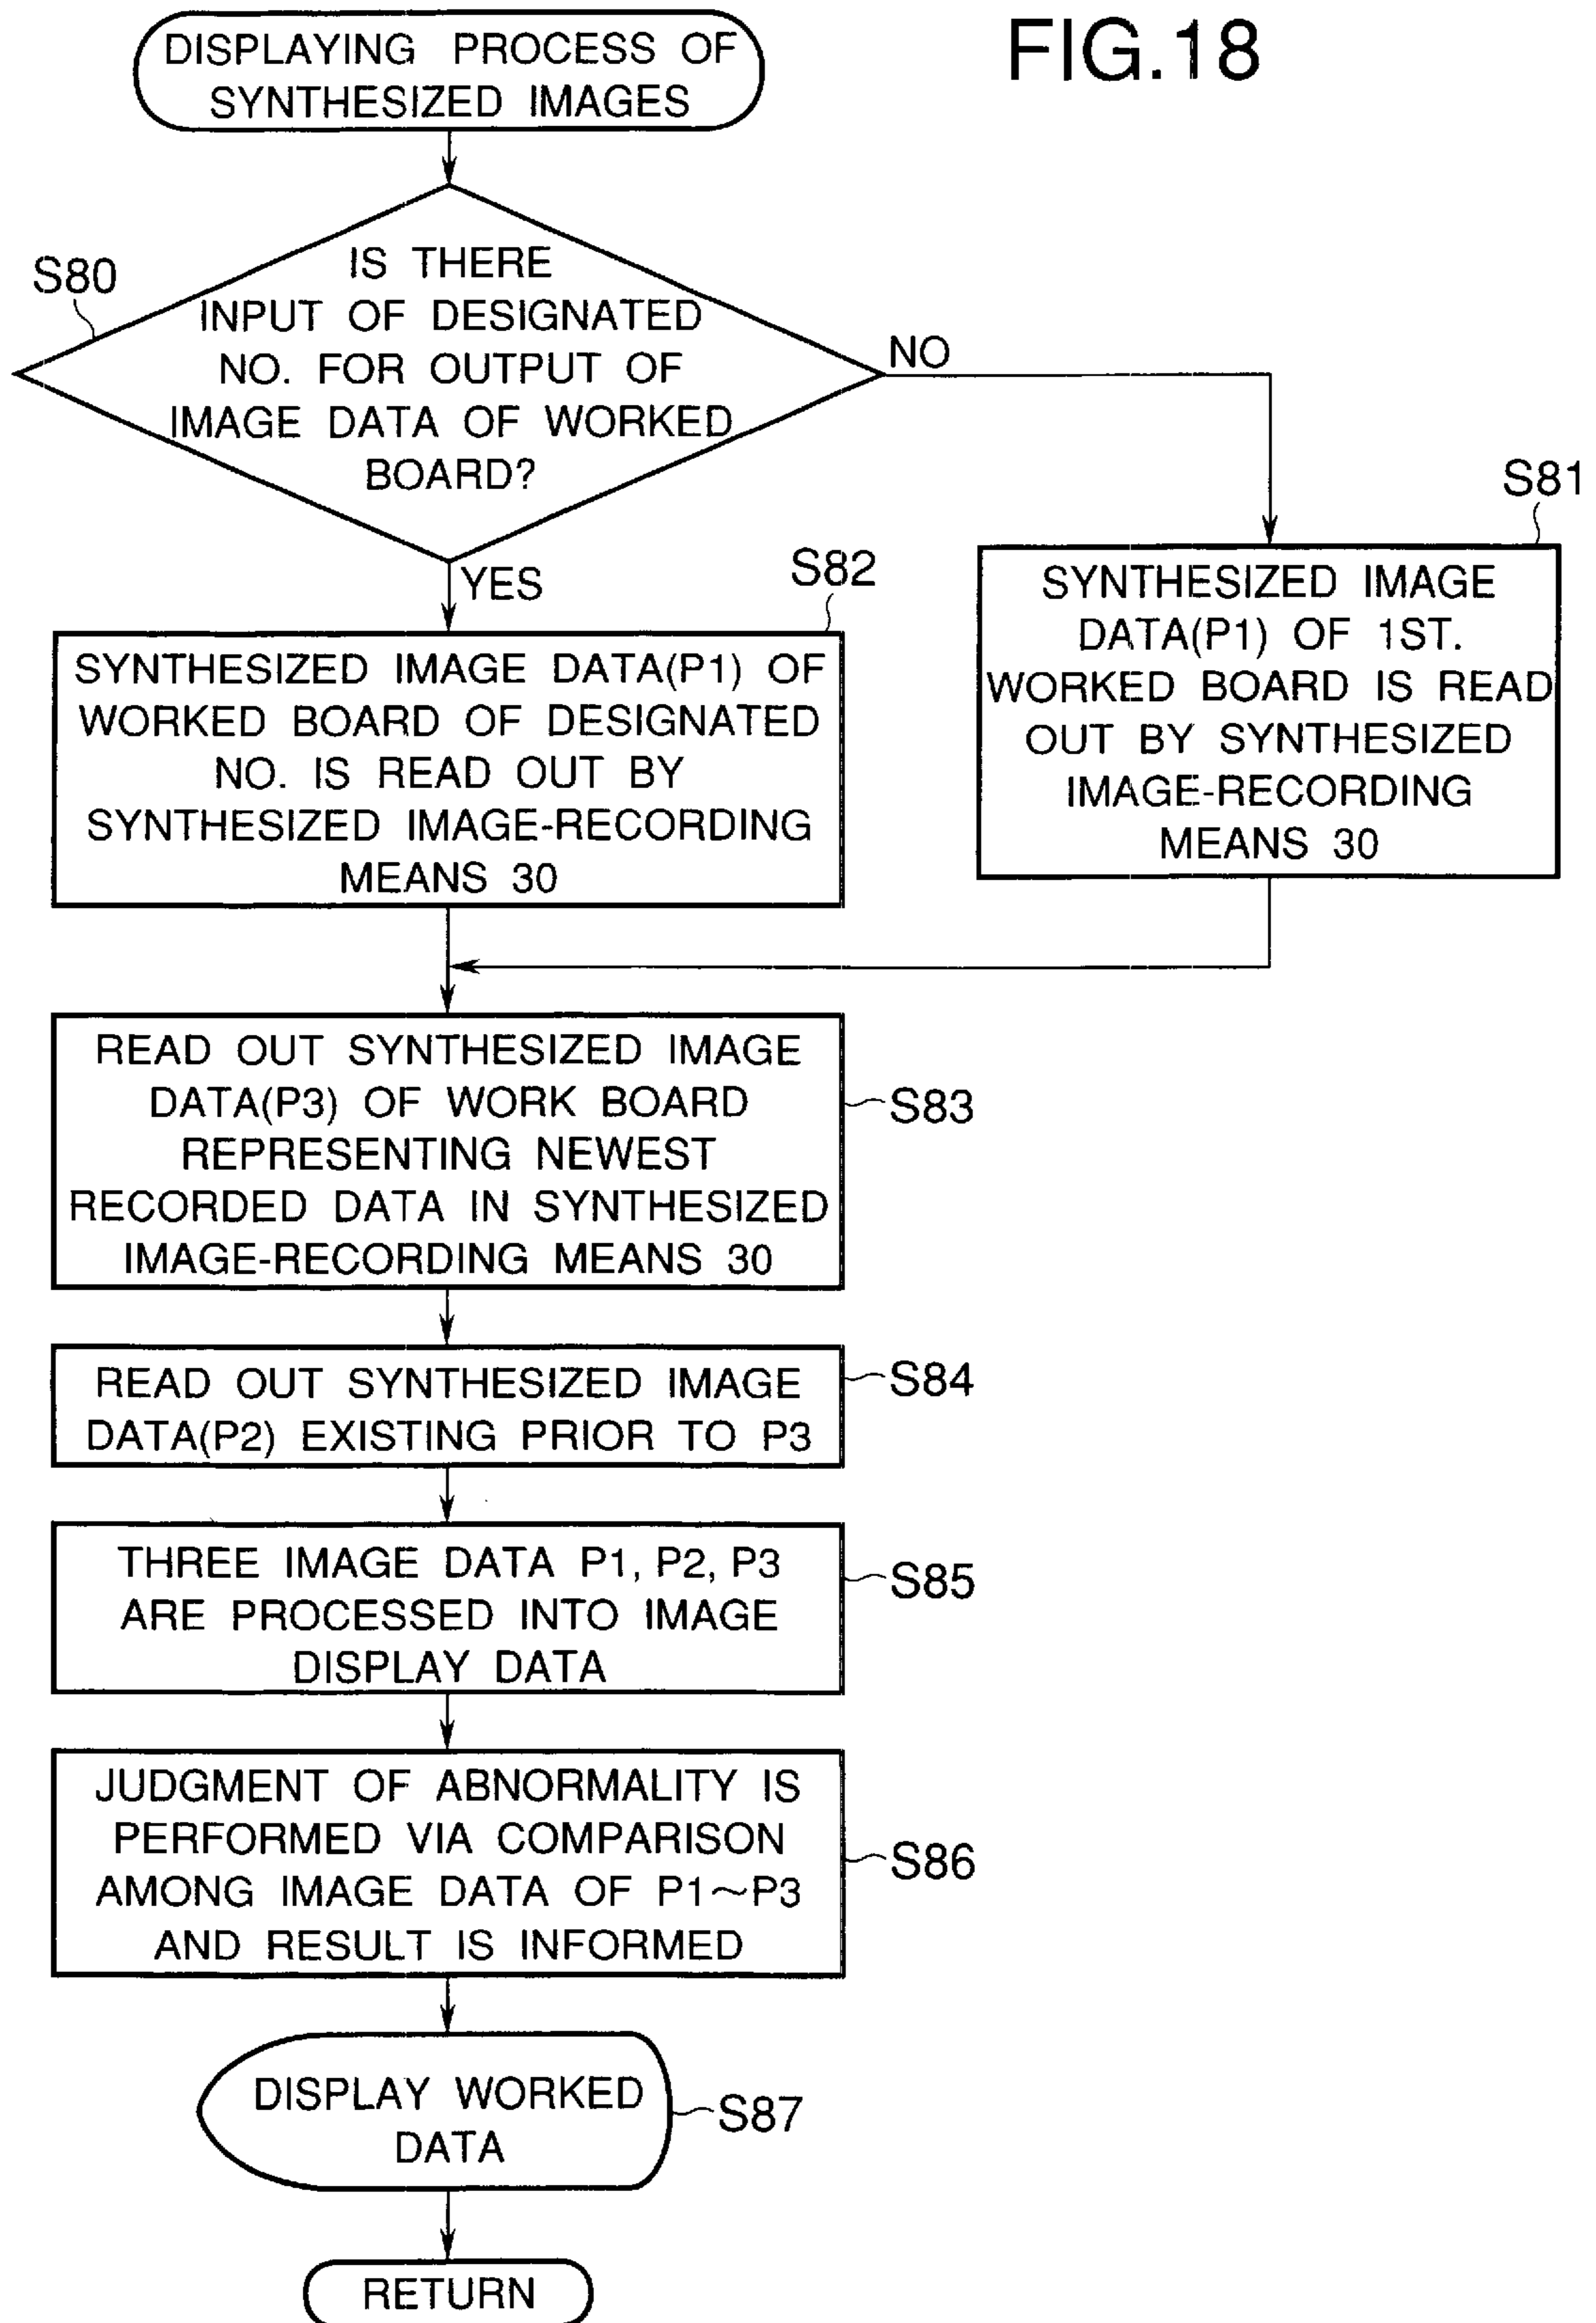 FIG.18
DISPLAYING PROCESS OF
SYNTHESIZED IMAGES
S80
IS THERE
INPUT OF DESIGNATED
NO. FOR OUTPUT OF
IMAGE DATA OF WORKED
BOARD?
NO
YES
S81
SYNTHESIZED IMAGE
DATA(P1) OF 1ST.
WORKED BOARD IS READ
OUT BY SYNTHESIZED
IMAGE-RECORDING
MEANS 30
S82
SYNTHESIZED IMAGE DATA(P1) OF
WORKED BOARD OF DESIGNATED
NO. IS READ OUT BY
SYNTHESIZED IMAGE-RECORDING
MEANS 30
READ OUT SYNTHESIZED IMAGE
DATA(P3) OF WORK BOARD
REPRESENTING NEWEST
RECORDED DATA IN SYNTHESIZED
IMAGE-RECORDING MEANS 30
S83
READ OUT SYNTHESIZED IMAGE
DATA(P2) EXISTING PRIOR TO P3
S84
THREE IMAGE DATA P1, P2, P3
ARE PROCESSED INTO IMAGE
DISPLAY DATA
S85
JUDGMENT OF ABNORMALITY IS
PERFORMED VIA COMPARISON
AMONG IMAGE DATA OF P1~P3
AND RESULT IS INFORMED
S86
DISPLAY WORKED
DATA
S87
RETURN